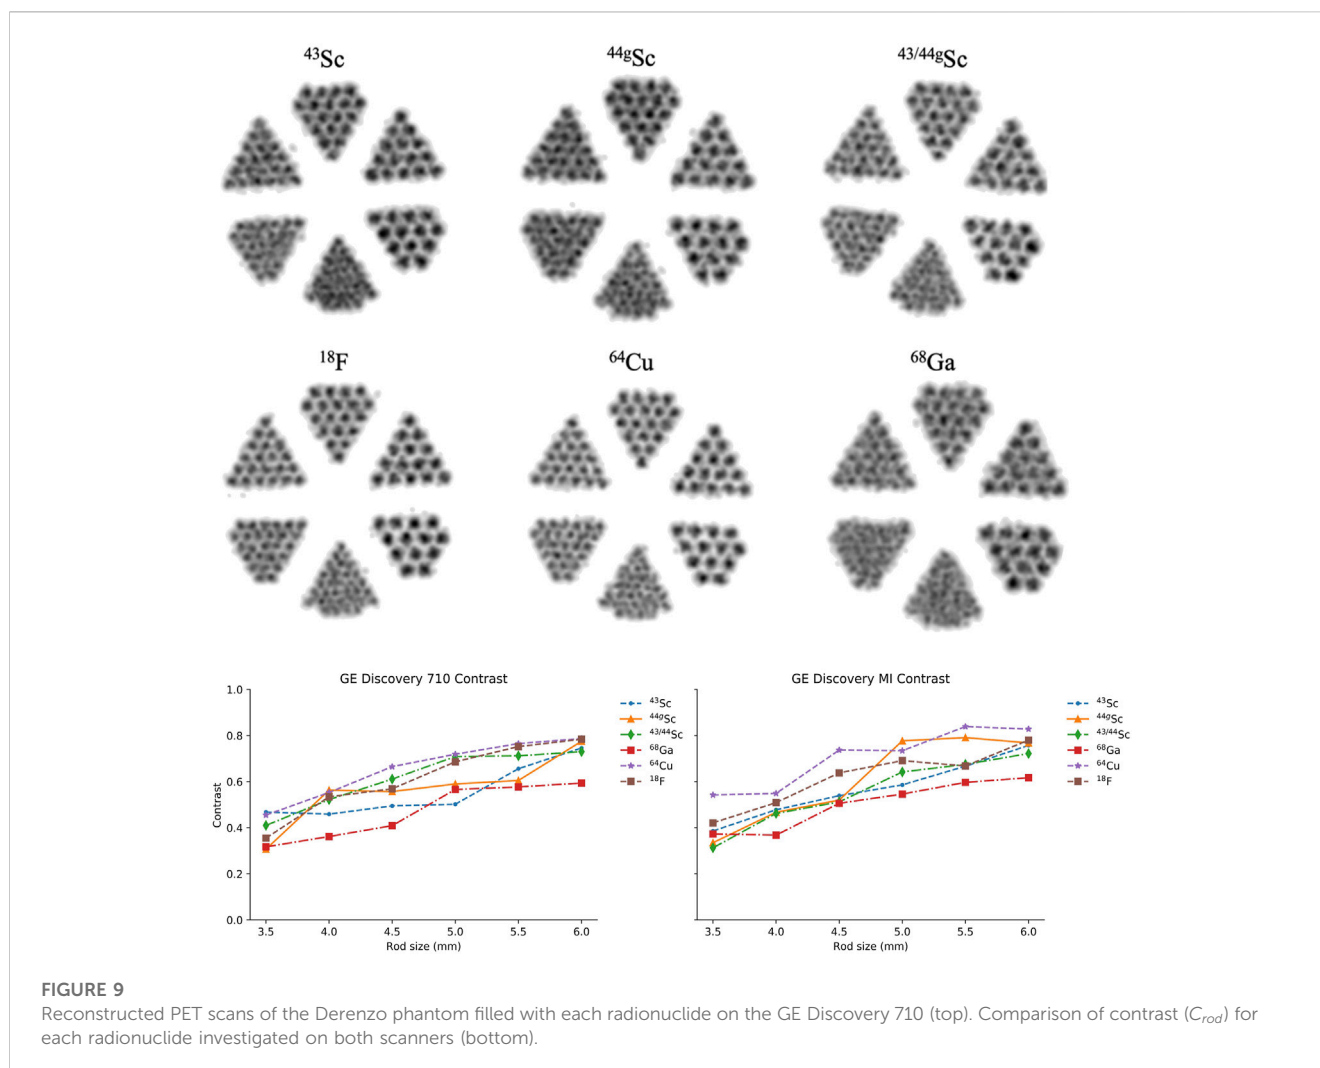 ⁴³Sc ⁴⁴ᵍSc ⁴³/⁴⁴ᵍSc
¹⁸F ⁶⁴Cu ⁶⁸Ga
GE Discovery 710 Contrast
1.0
0.8
0.6
0.4
0.2
0.0
Contrast
3.5 4.0 4.5 5.0 5.5 6.0
Rod size (mm)
⁴³Sc
⁴⁴ᵍSc
⁴³/⁴⁴Sc
⁶⁸Ga
⁶⁴Cu
¹⁸F
GE Discovery MI Contrast
3.5 4.0 4.5 5.0 5.5 6.0
Rod size (mm)
⁴³Sc
⁴⁴ᵍSc
⁴³/⁴⁴Sc
⁶⁸Ga
⁶⁴Cu
¹⁸F
FIGURE 9
Reconstructed PET scans of the Derenzo phantom filled with each radionuclide on the GE Discovery 710 (top). Comparison of contrast (C_rod) for
each radionuclide investigated on both scanners (bottom).